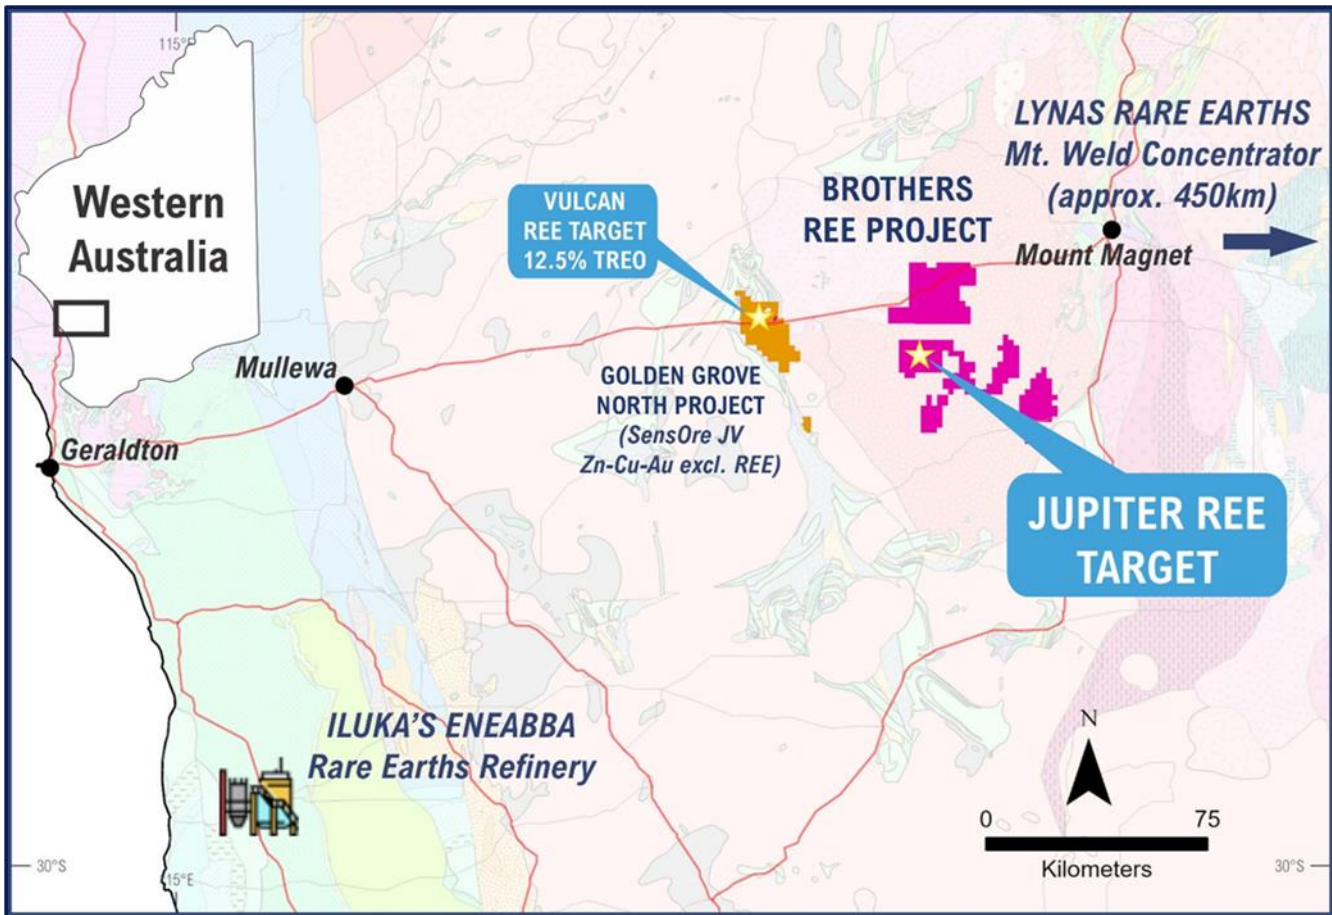 115°E
Western
Australia
LYNAS RARE EARTHS
Mt. Weld Concentrator
(approx. 450km)
BROTHERS
REE PROJECT
VULCAN
REE TARGET
12.5% TREO
Mount Magnet
Mullewa
GOLDEN GROVE
NORTH PROJECT
(SensOre JV
Zn-Cu-Au excl. REE)
Geraldton
JUPITER REE
TARGET
ILUKA'S ENEABBA
Rare Earths Refinery
N
0 75
Kilometers
30°S
30°S
15°E